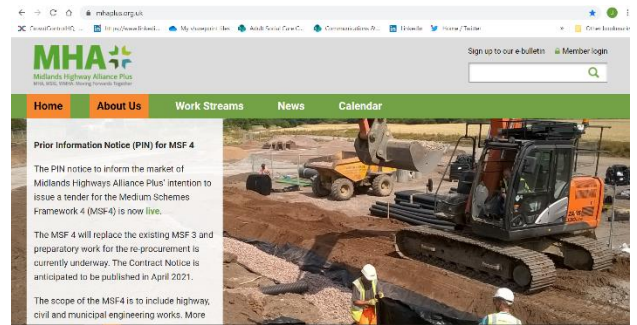 mhaplus.org.uk
My sharepoint files
Adult Social Care C...
Communications &...
LinkedIn
Home / Twitter
Other bookmarks
MHA
Midlands Highway Alliance Plus
Moving Forwards Together
Sign up to our e-bulletin
Member login
Home
About Us
Work Streams
News
Calendar
Prior Information Notice (PIN) for MSF 4
The PIN notice to inform the market of
Midlands Highways Alliance Plus' intention to
issue a tender for the Medium Schemes
Framework 4 (MSF4) is now live.
The MSF 4 will replace the existing MSF 3 and
preparatory work for the re-procurement is
currently underway. The Contract Notice is
anticipated to be published in April 2021.
The scope of the MSF4 is to include highway,
civil and municipal engineering works. More